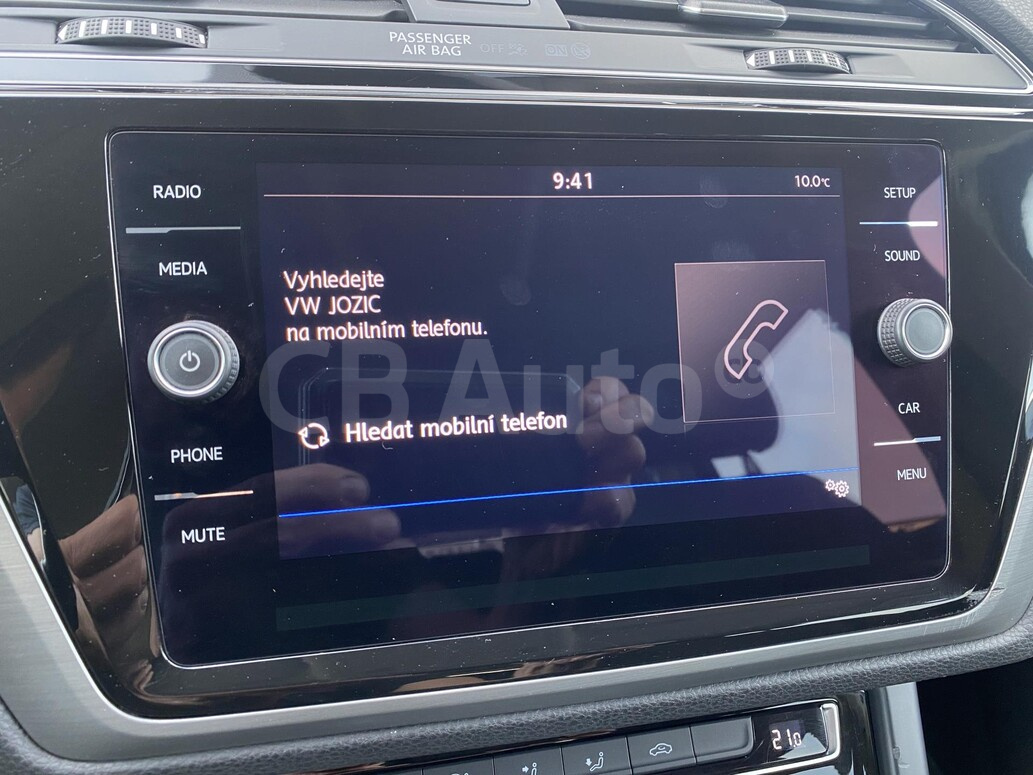 PASSENGER
AIR BAG OFF ON
9:41 10.0°C
RADIO
SETUP
MEDIA
SOUND
Vyhledejte
VW JOZIC
na mobilním telefonu.
CB Auto
Hledat mobilní telefon
CAR
PHONE
MENU
MUTE
21.0